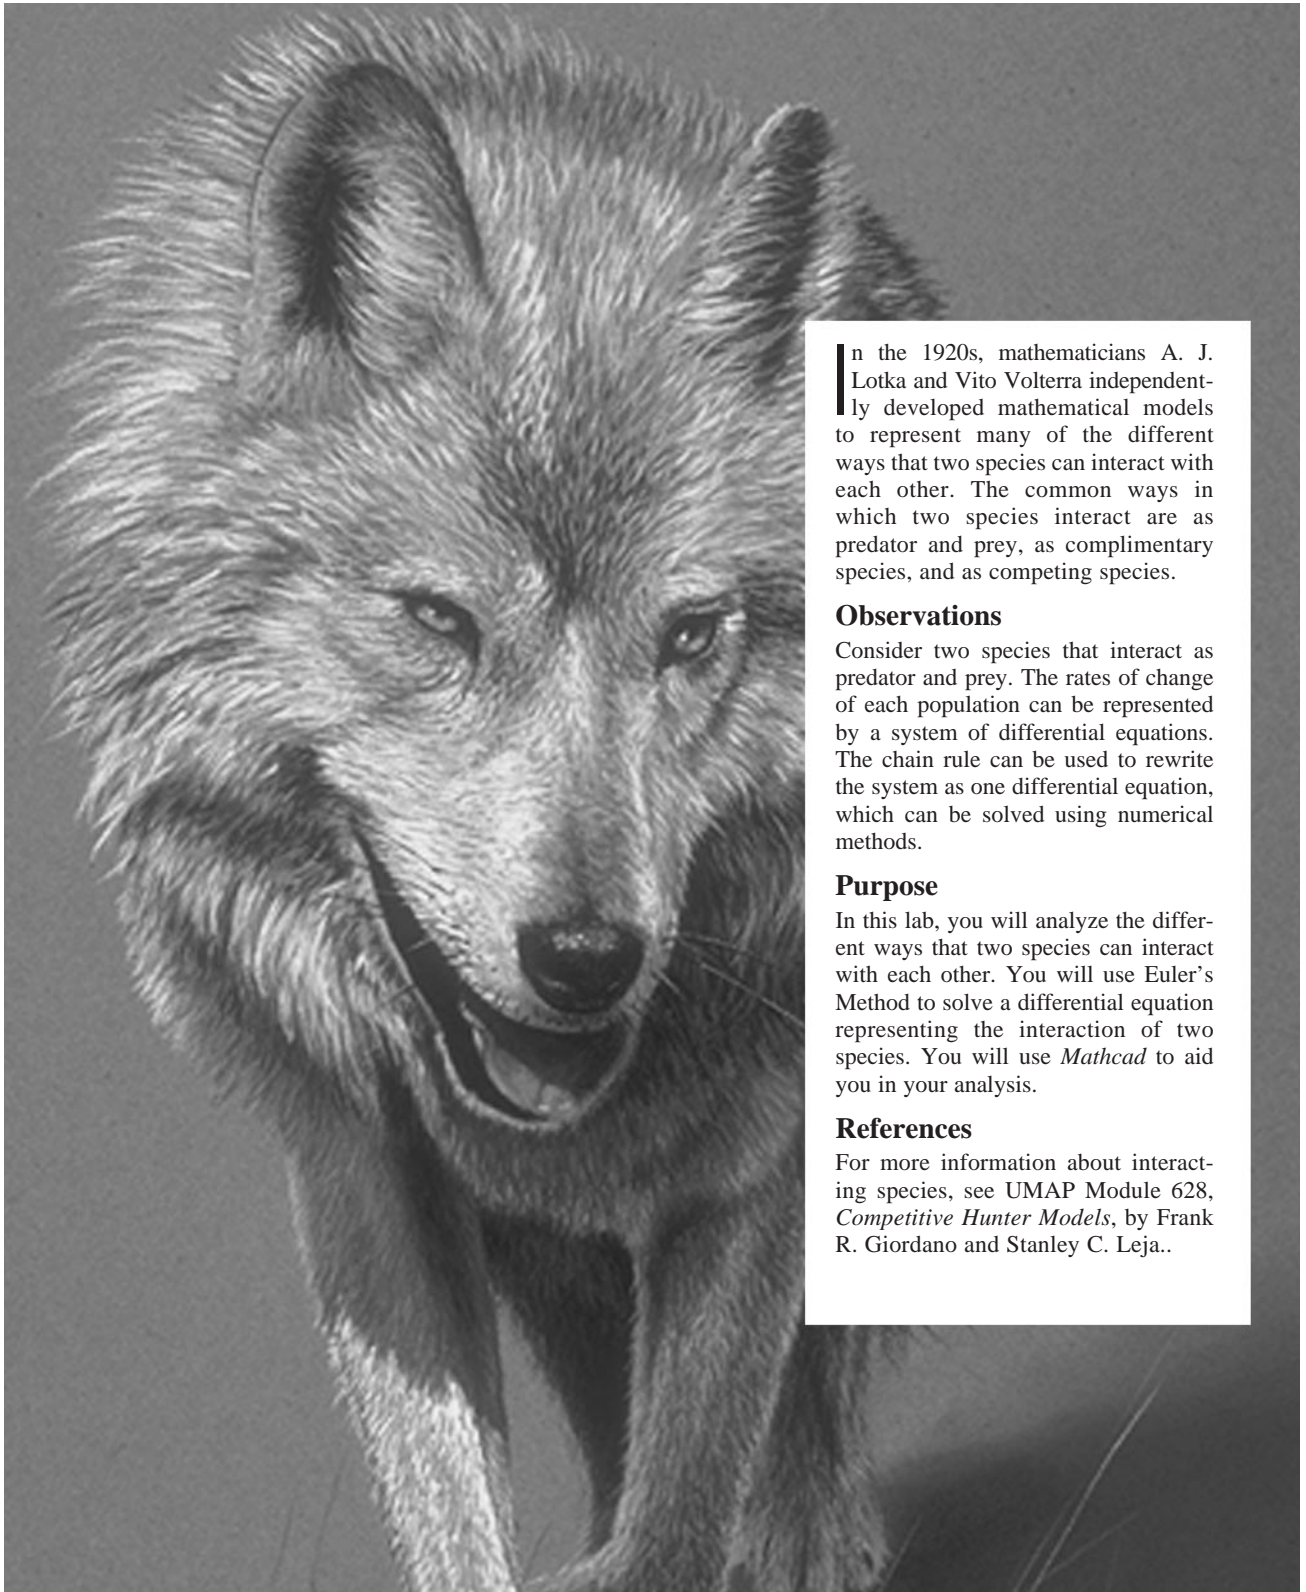 In the 1920s, mathematicians A. J.
Lotka and Vito Volterra independent-
ly developed mathematical models
to represent many of the different
ways that two species can interact with
each other. The common ways in
which two species interact are as
predator and prey, as complimentary
species, and as competing species.
Observations
Consider two species that interact as
predator and prey. The rates of change
of each population can be represented
by a system of differential equations.
The chain rule can be used to rewrite
the system as one differential equation,
which can be solved using numerical
methods.
Purpose
In this lab, you will analyze the differ-
ent ways that two species can interact
with each other. You will use Euler’s
Method to solve a differential equation
representing the interaction of two
species. You will use Mathcad to aid
you in your analysis.
References
For more information about interact-
ing species, see UMAP Module 628,
Competitive Hunter Models, by Frank
R. Giordano and Stanley C. Leja..